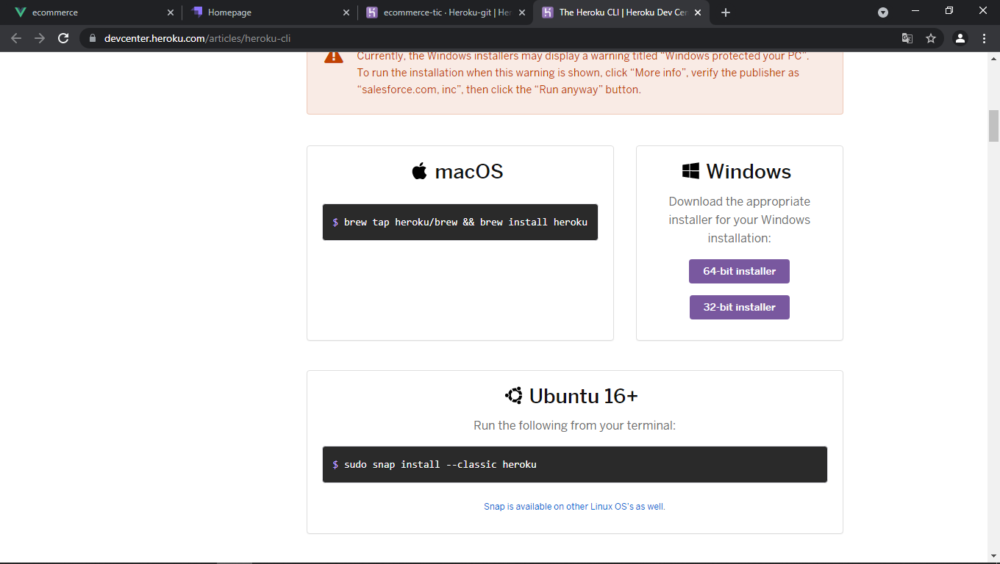 ecommerce
Homepage
ecommerce-tic · Heroku-git | Her
The Heroku CLI | Heroku Dev Cen
devcenter.heroku.com/articles/heroku-cli
Currently, the Windows installers may display a warning titled “Windows protected your PC”.
To run the installation when this warning is shown, click “More info”, verify the publisher as
“salesforce.com, inc”, then click the “Run anyway” button.
macOS
$ brew tap heroku/brew && brew install heroku
Windows
Download the appropriate
installer for your Windows
installation:
64-bit installer
32-bit installer
Ubuntu 16+
Run the following from your terminal:
$ sudo snap install --classic heroku
Snap is available on other Linux OS's as well.